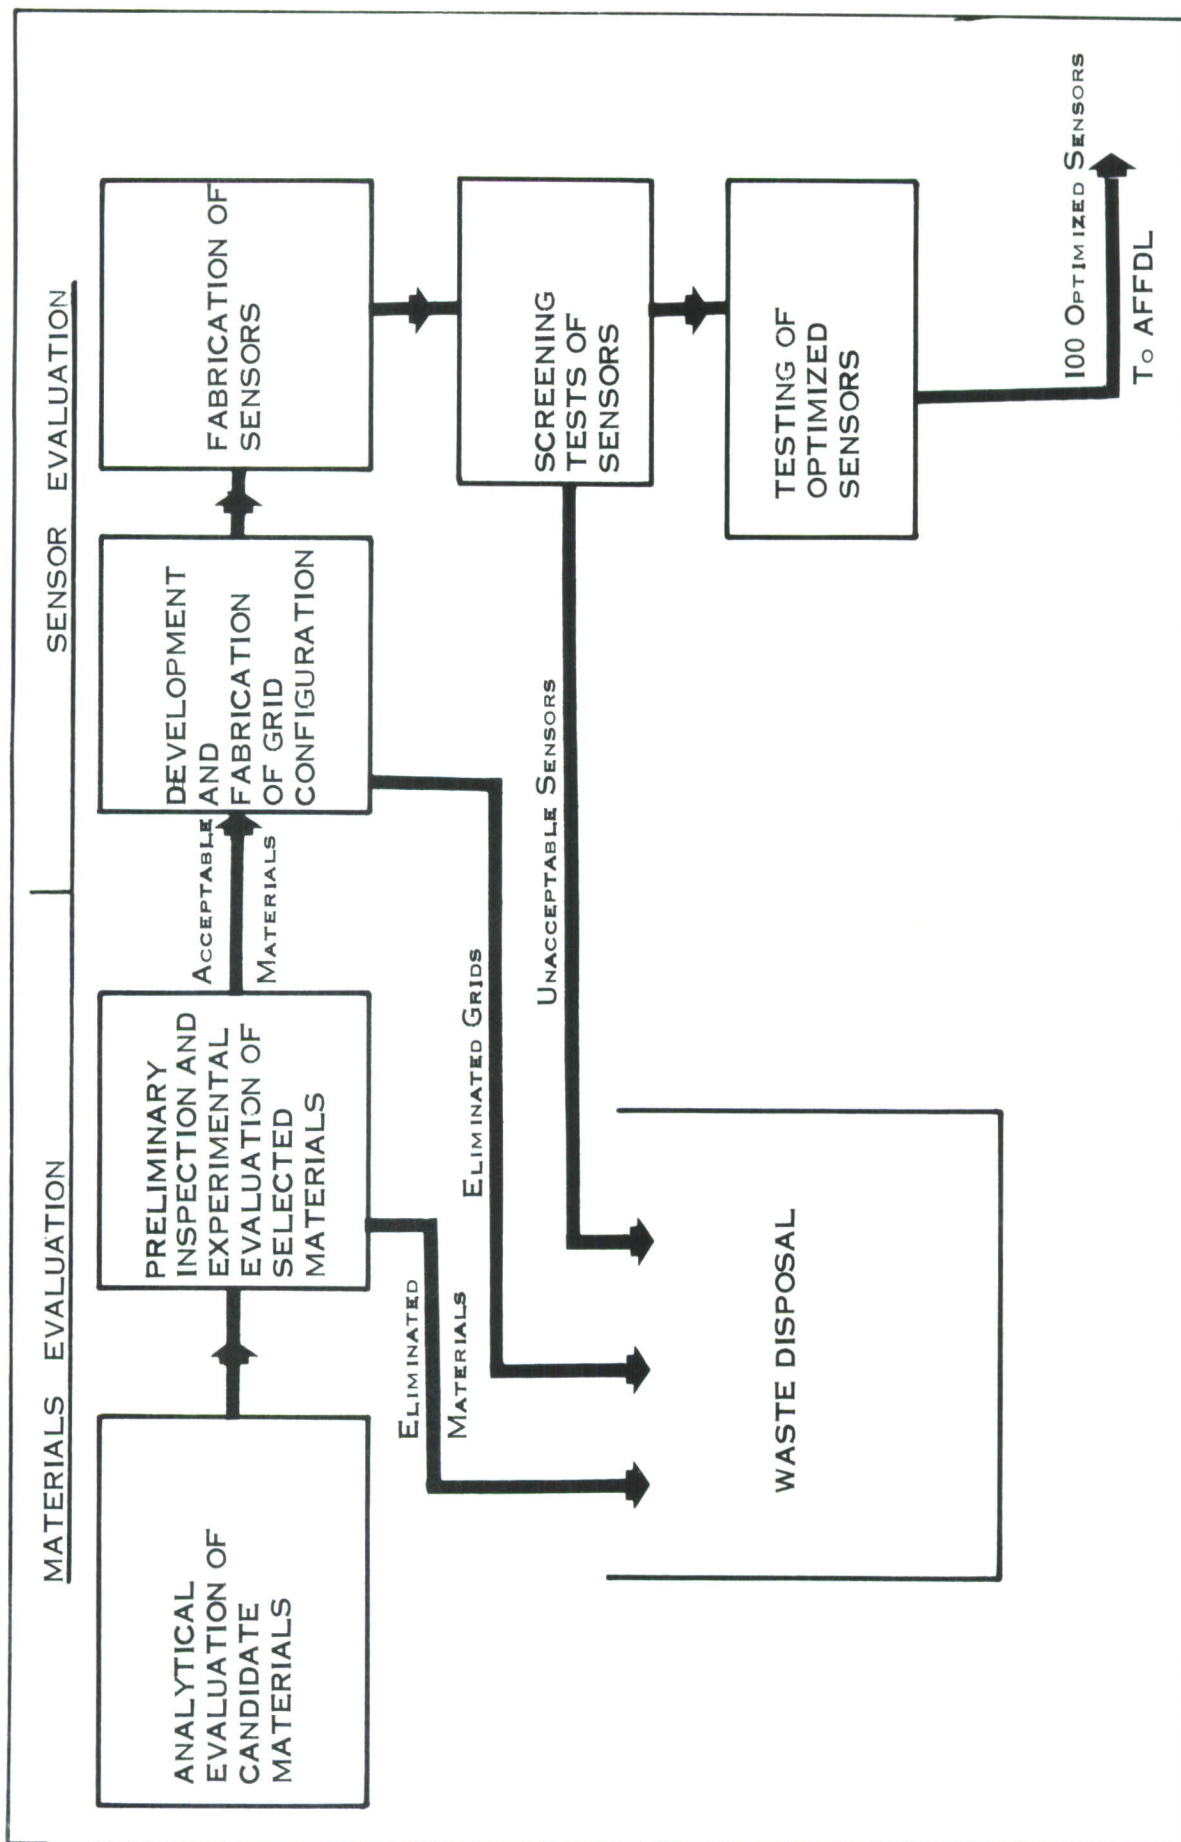 MATERIALS EVALUATION
SENSOR EVALUATION
ANALYTICAL
EVALUATION OF
CANDIDATE
MATERIALS
PRELIMINARY
INSPECTION AND
EXPERIMENTAL
EVALUATION OF
SELECTED
MATERIALS
ACCEPTABLE
MATERIALS
DEVELOPMENT
AND
FABRICATION
OF GRID
CONFIGURATION
FABRICATION OF
SENSORS
ELIMINATED
MATERIALS
ELIMINATED GRIDS
UNACCEPTABLE SENSORS
SCREENING
TESTS OF
SENSORS
TESTING OF
OPTIMIZED
SENSORS
WASTE DISPOSAL
100 OPTIMIZED SENSORS
TO AFFDL